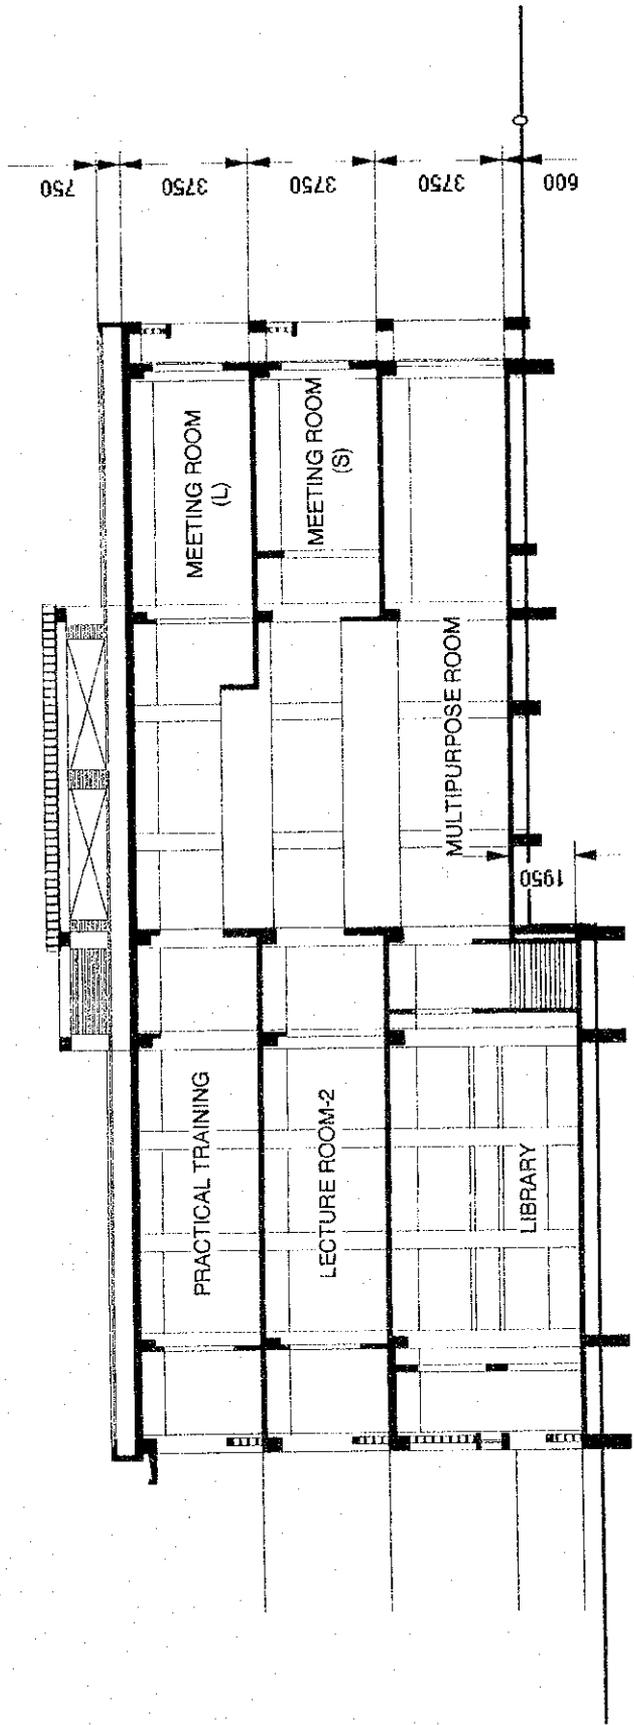 750
3750
3750
3750
600
MEETING ROOM
(L)
MEETING ROOM
(S)
MULTIPURPOSE ROOM
1950
PRACTICAL TRAINING
LECTURE ROOM-2
LIBRARY